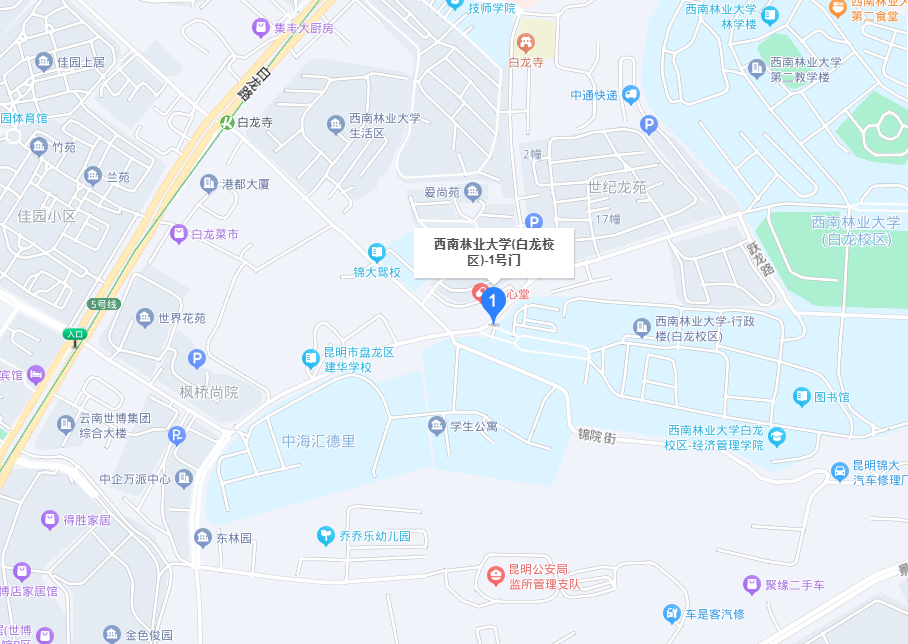 技师学院
西南林业大学
林学楼
西南林业大
第二食堂
集丰大厨房
白龙寺
佳园上居
白龙路
西南林业大学
第二教学楼
中通快递
园体育馆
白龙寺
西南林业大学
生活区
竹苑
2幢
兰苑
港都大厦
爱尚苑
世纪龙苑
佳园小区
17幢
白龙菜市
西南林业大学
(白龙校区)
西南林业大学(白龙校
区)-1号门
跃龙路
锦大驾校
心堂
1
5号线
世界花苑
西南林业大学-行政
楼(白龙校区)
入口
昆明市盘龙区
建华学校
宾馆
枫桥尚院
图书馆
云南世博集团
综合大楼
学生公寓
中海汇德里
锦院街
西南林业大学白龙
校区-经济管理学院
中企万派中心
昆明锦大
汽车修理厂
得胜家居
东林园
乔乔乐幼儿园
昆明公安局
监所管理支队
博店家居馆
聚缘二手车
车是客汽修
金色俊园
居(世博